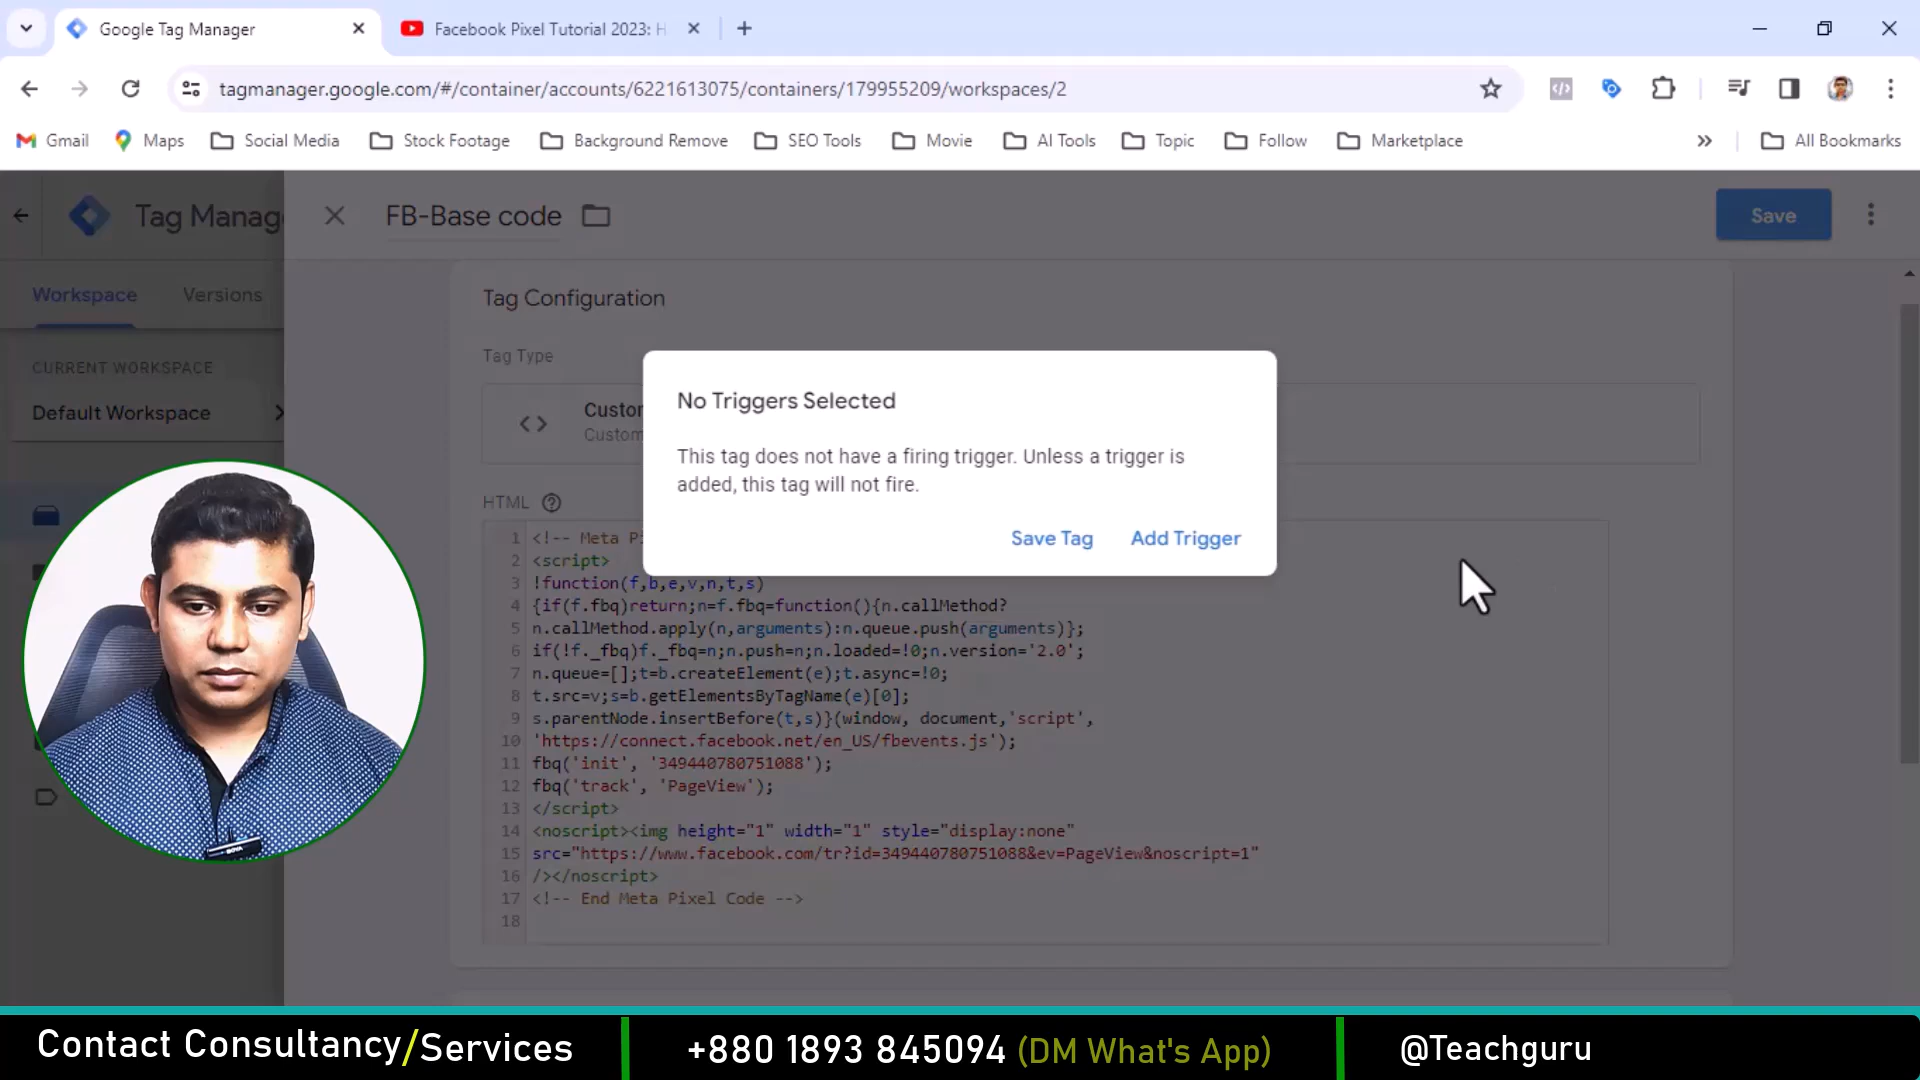 Google Tag Manager
Facebook Pixel Tutorial 2023: H
tagmanager.google.com/#/container/accounts/6221613075/containers/179955209/workspaces/2
Gmail Maps Social Media Stock Footage Background Remove SEO Tools Movie AI Tools Topic Follow Marketplace » All Bookmarks
Tag Manag
FB-Base code
Save
Workspace Versions
Tag Configuration
Tag Type
CURRENT WORKSPACE
Default Workspace
Custo
Custom
No Triggers Selected
This tag does not have a firing trigger. Unless a trigger is
added, this tag will not fire.
Save Tag Add Trigger
HTML
1 <!-- Meta Pi
2 <script>
3 !function(f,b,e,v,n,t,s)
4 {if(f.fbq)return;n=f.fbq=function(){n.callMethod?
5 n.callMethod.apply(n,arguments):n.queue.push(arguments)};
6 if(!f._fbq)f._fbq=n;n.push=n;n.loaded=!0;n.version='2.0';
7 n.queue=[];t=b.createElement(e);t.async=!0;
8 t.src=v;s=b.getElementsByTagName(e)[0];
9 s.parentNode.insertBefore(t,s)}(window, document,'script',
10 'https://connect.facebook.net/en_US/fbevents.js');
11 fbq('init', '349440780751088');
12 fbq('track', 'PageView');
13 </script>
14 <noscript><img height="1" width="1" style="display:none"
15 src="https://www.facebook.com/tr?id=349440780751088&ev=PageView&noscript=1"
16 /></noscript>
17 <!-- End Meta Pixel Code -->
18
BOYA
Contact Consultancy/Services
+880 1893 845094 (DM What's App)
@Teachguru